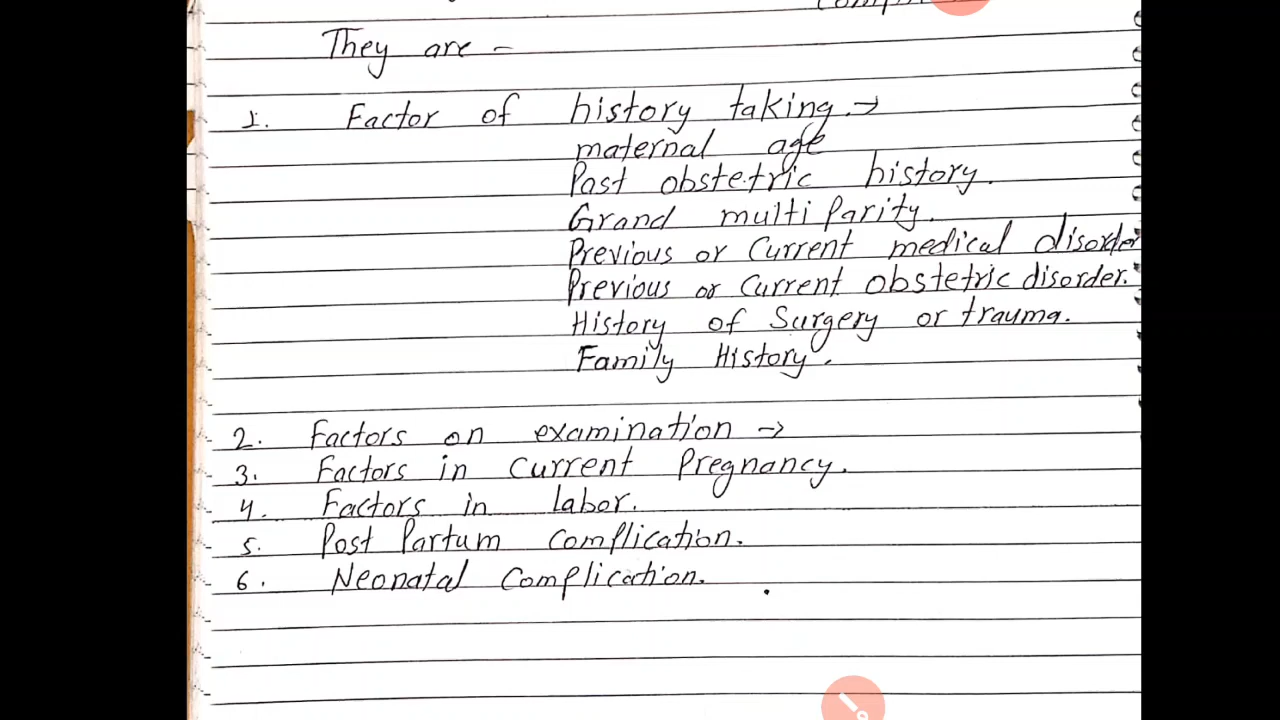 They are -
1. Factor of history taking. →
maternal age
Past obstetric history.
Grand multi Parity.
Previous or Current medical disorder
Previous or Current obstetric disorder.
History of Surgery or trauma.
Family History.
2. Factors on examination →
3. Factors in current Pregnancy.
4. Factors in labor.
5. Post Partum complication.
6. Neonatal Complication.